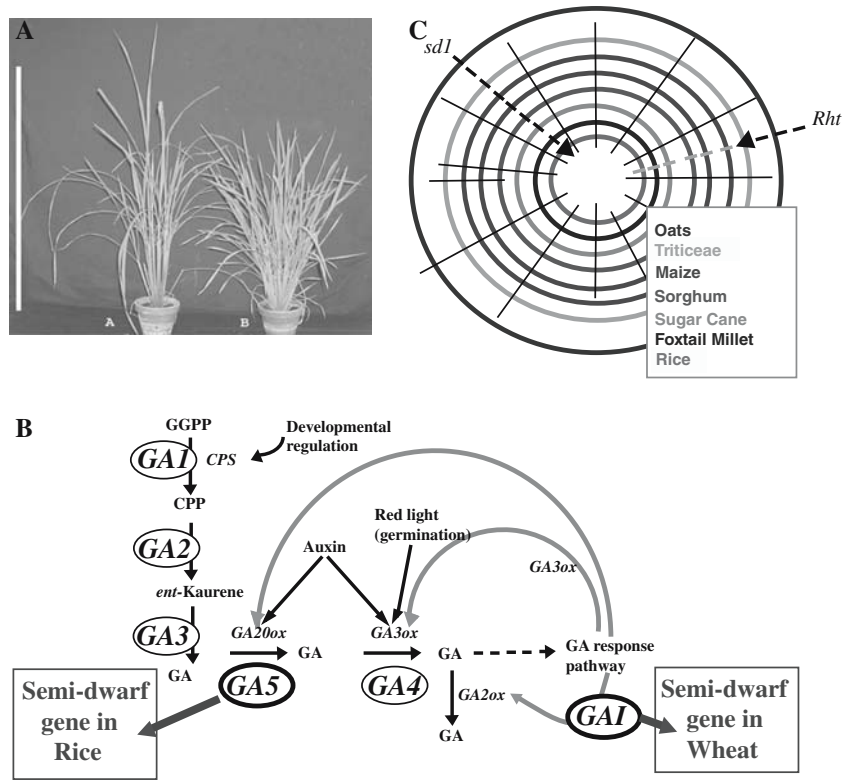 A
A
B
C
sd1
Rht
Oats
Triticeae
Maize
Sorghum
Sugar Cane
Foxtail Millet
Rice
B
GGPP
Developmental
regulation
GA1
CPS
CPP
Red light
(germination)
GA2
Auxin
GA3ox
ent-Kaurene
GA3
GA20ox
GA3ox
GA
GA
GA
GA response
pathway
GA5
GA4
GA2ox
GAI
GA
Semi-dwarf
gene in
Rice
Semi-dwarf
gene in
Wheat